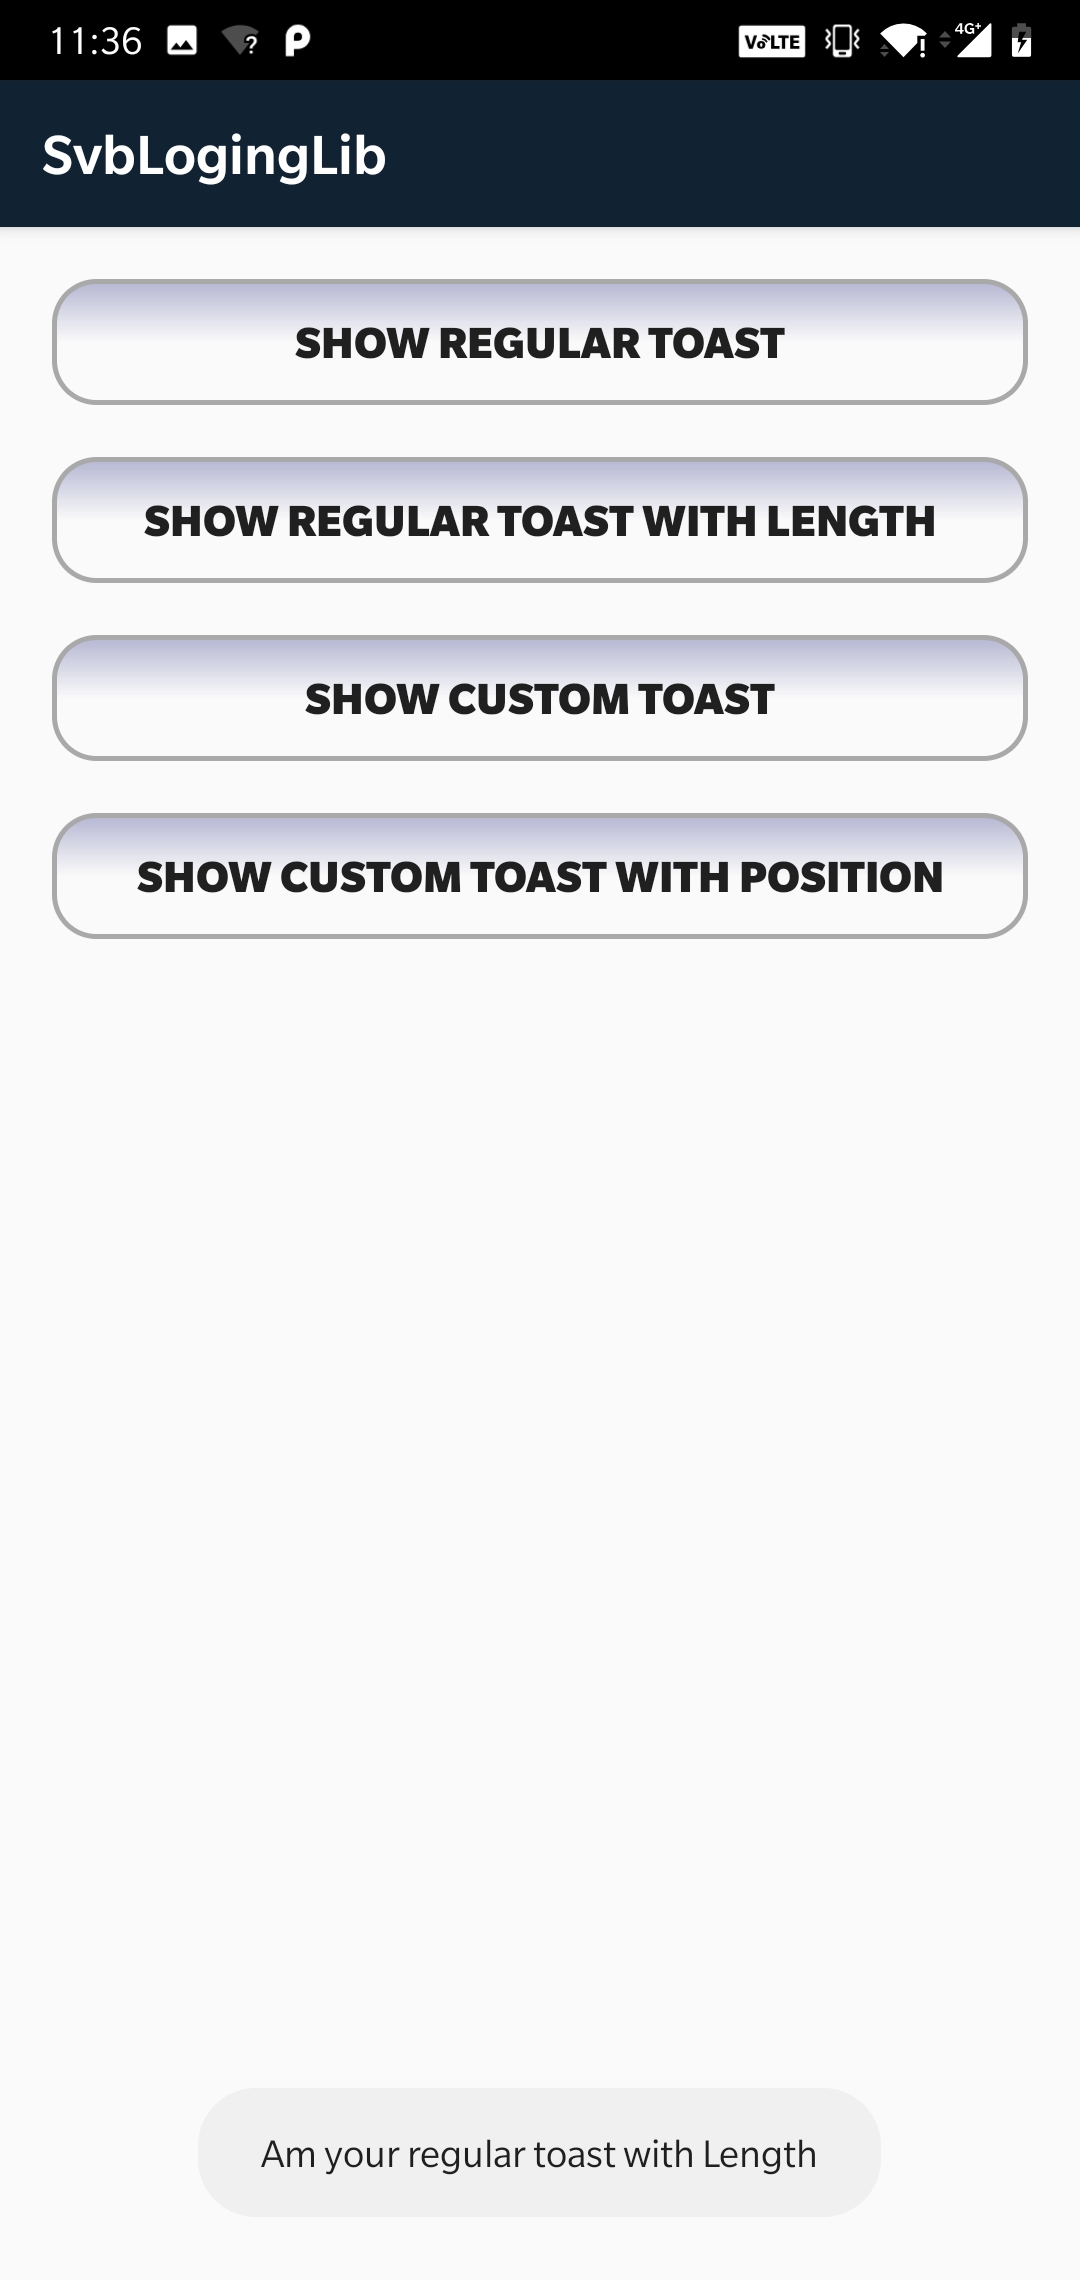 11:36
VoLTE
4G+
SvbLogingLib
SHOW REGULAR TOAST
SHOW REGULAR TOAST WITH LENGTH
SHOW CUSTOM TOAST
SHOW CUSTOM TOAST WITH POSITION
Am your regular toast with Length